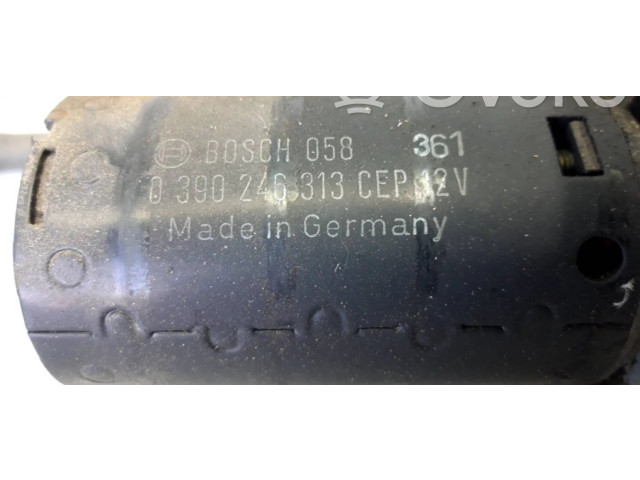 BOSCH 058 361
0 390 246 313 CEP 12V
Made in Germany